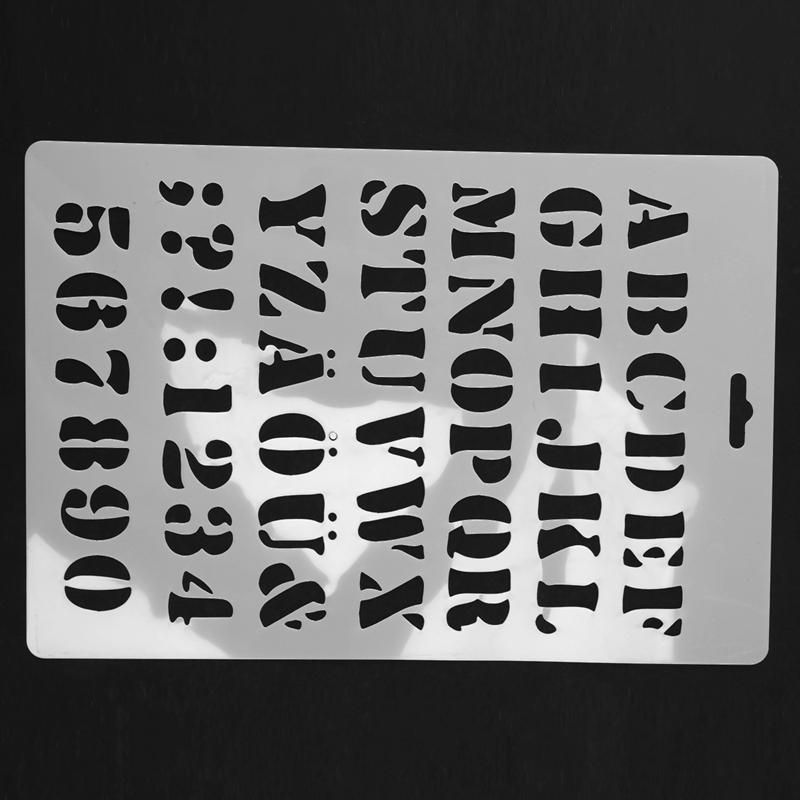 ABCDEF
GHIJKL
MNOPQR
STUVWX
YZÄÖÜ&
;?!:1234
567890